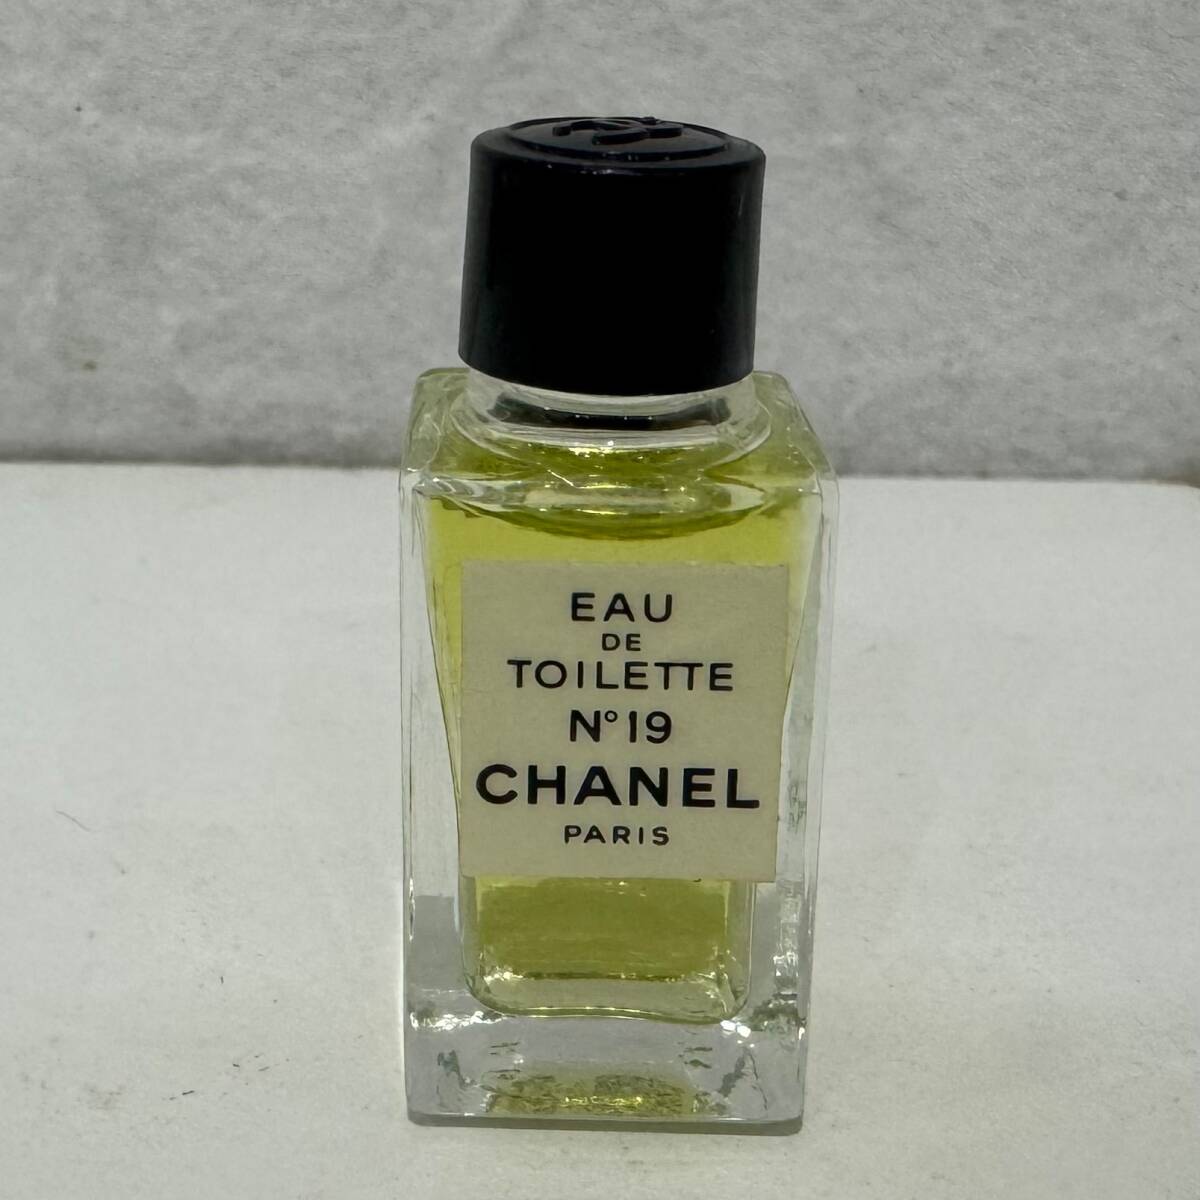 EAU
DE
TOILETTE
N°19
CHANEL
PARIS